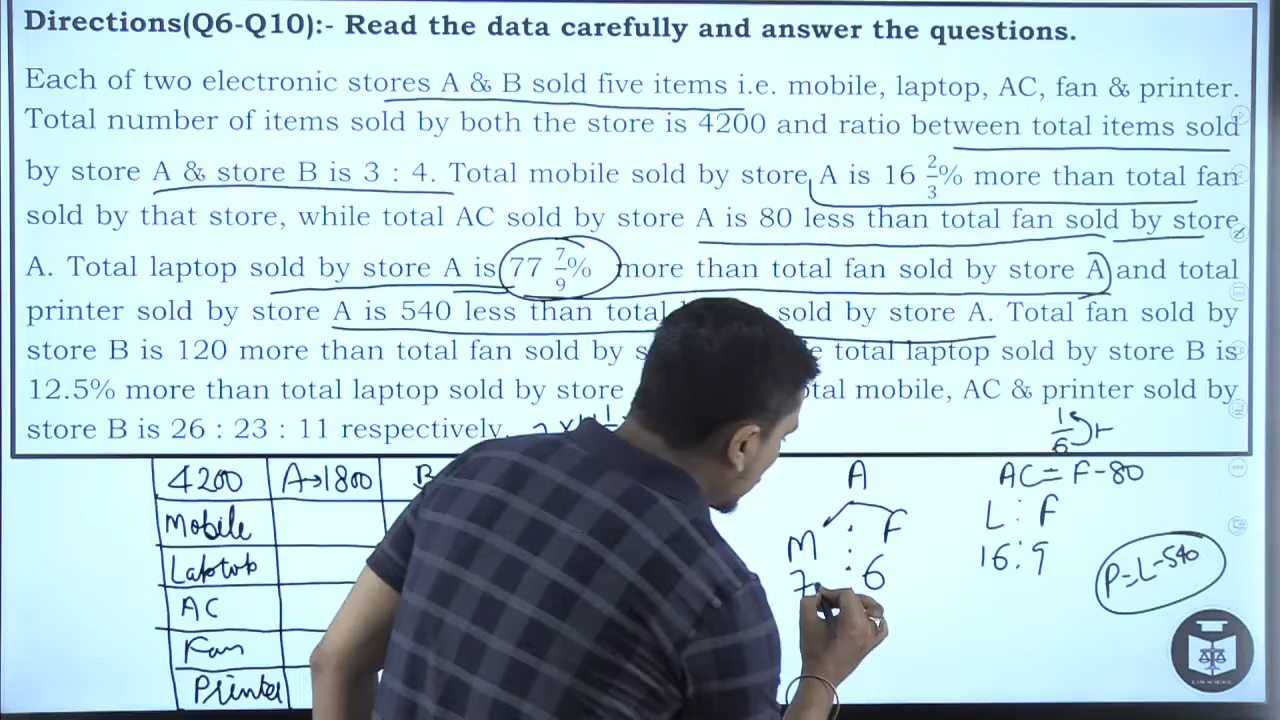 Directions(Q6-Q10):- Read the data carefully and answer the questions.
Each of two electronic stores A & B sold five items i.e. mobile, laptop, AC, fan & printer.
Total number of items sold by both the store is 4200 and ratio between total items sold
by store A & store B is 3 : 4. Total mobile sold by store A is 16 2/3% more than total fan
sold by that store, while total AC sold by store A is 80 less than total fan sold by store
A. Total laptop sold by store A is 77 7/9% more than total fan sold by store A and total
printer sold by store A is 540 less than total sold by store A. Total fan sold by
store B is 120 more than total fan sold by total laptop sold by store B is
12.5% more than total laptop sold by store mobile, AC & printer sold by
store B is 26 : 23 : 11 respectively.
1/6
4200 A→1800 B
A
AC = F-80
Mobile
M : F
L : F
Laptop
7 : 6
16 : 9
P=L-540
AC
Fan
Printer